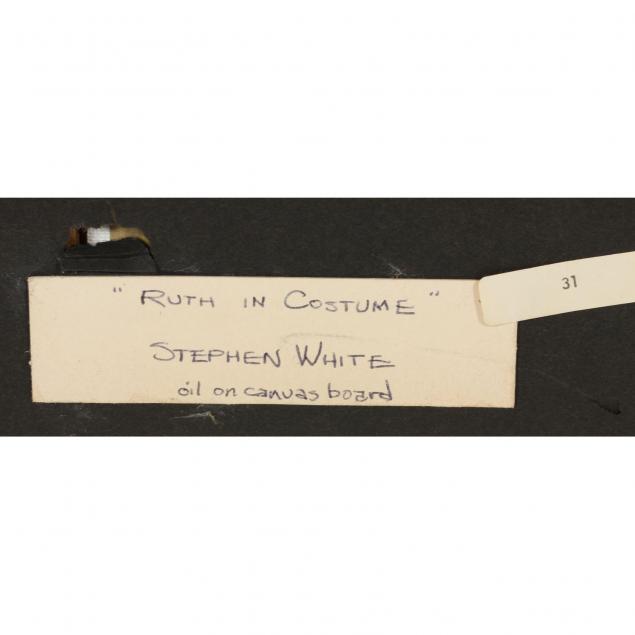 " RUTH IN COSTUME "
STEPHEN WHITE
oil on canvas board
31